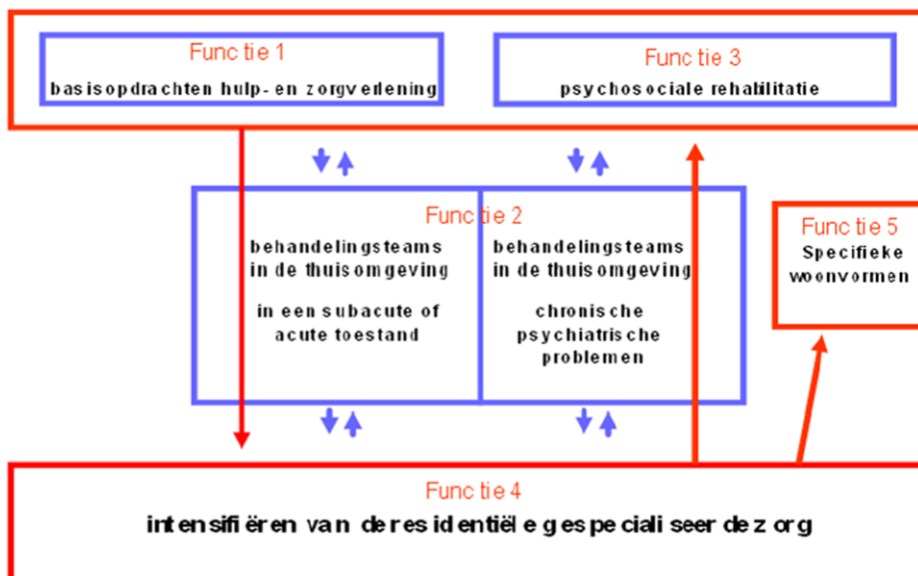 Functie 1
basisopdrachten hulp- en zorgverlening
Functie 3
psychosociale rehabilitatie
Functie 2
behandelingsteams
in de thuisomgeving
in een subacute of
acute toestand
behandelingsteams
in de thuisomgeving
chronische
psychiatrische
problemen
Functie 5
Specifieke
woonvormen
Functie 4
intensifiëren van de residentiële gespecialiseerde zorg